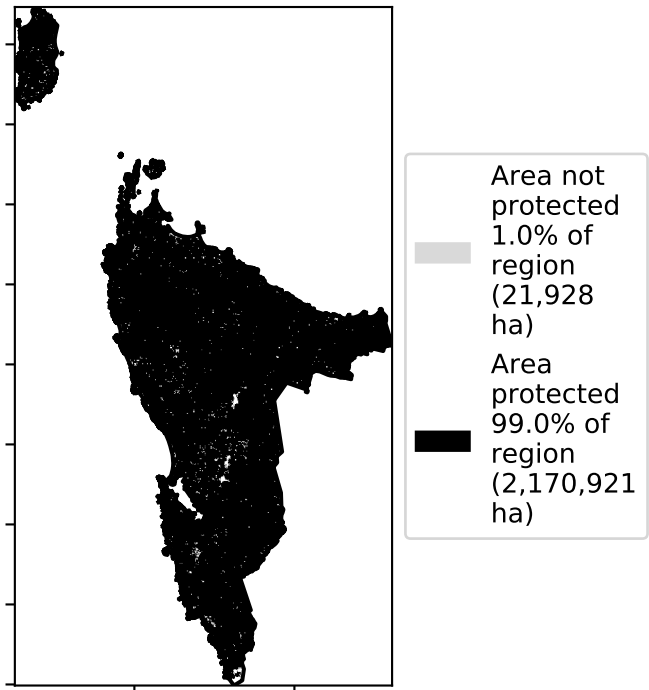 Area not
protected
1.0% of
region
(21,928
ha)
Area
protected
99.0% of
region
(2,170,921
ha)